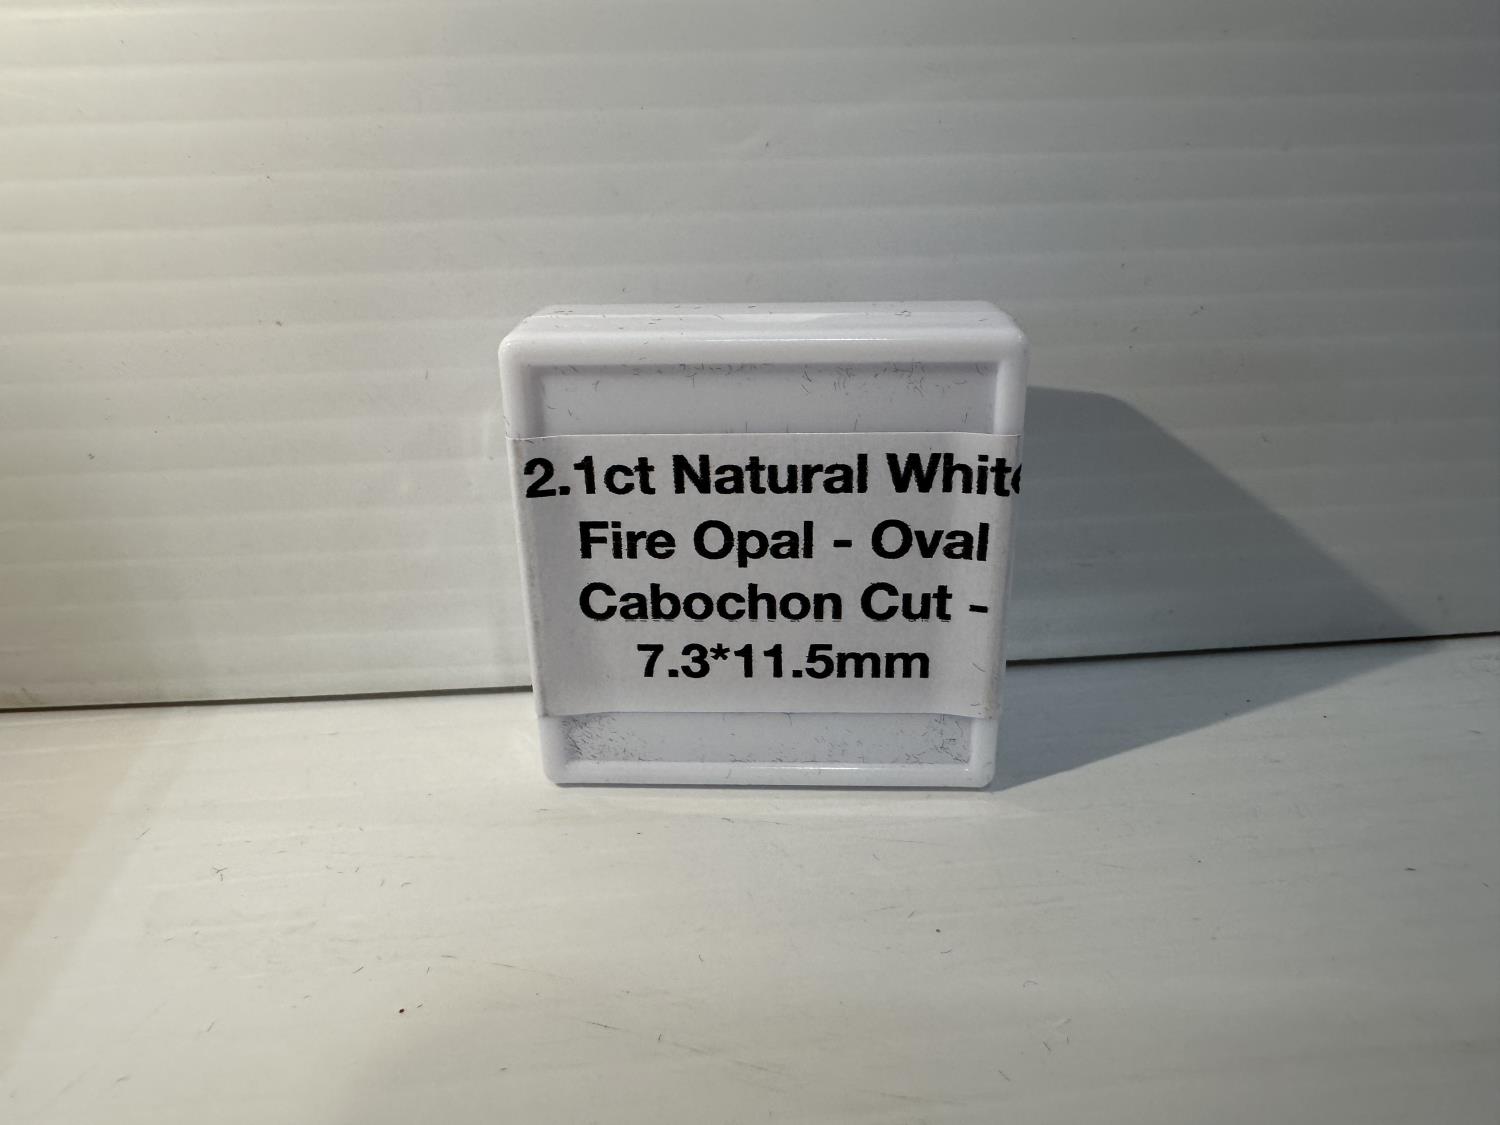 2.1ct Natural White
Fire Opal - Oval
Cabochon Cut -
7.3*11.5mm